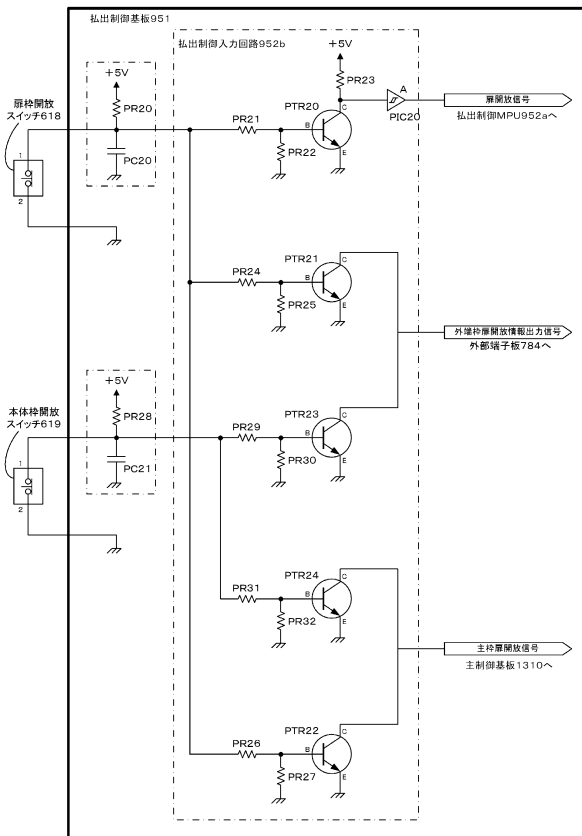 払出制御基板951
払出制御入力回路952b
+5V
PR20
PC20
扉枠開放
スイッチ618
1
2
+5V
PR23
PTR20
PR21
B
C
E
PR22
A
PIC20
扉開放信号
払出制御MPU952aへ
PTR21
PR24
B
C
E
PR25
外端枠扉開放情報出力信号
外部端子板784へ
+5V
PR28
PC21
本体枠開放
スイッチ619
1
2
PTR23
PR29
B
C
E
PR30
PTR24
PR31
B
C
E
PR32
主枠扉開放信号
主制御基板1310へ
PTR22
PR26
B
C
E
PR27